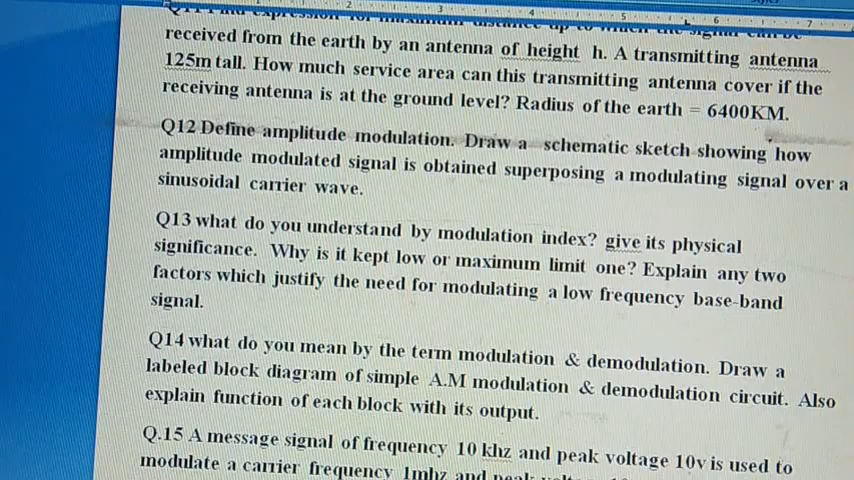 received from the earth by an antenna of height h. A transmitting antenna
125m tall. How much service area can this transmitting antenna cover if the
receiving antenna is at the ground level? Radius of the earth = 6400KM.
Q12 Define amplitude modulation. Draw a schematic sketch showing how
amplitude modulated signal is obtained superposing a modulating signal over a
sinusoidal carrier wave.
Q13 what do you understand by modulation index? give its physical
significance. Why is it kept low or maximum limit one? Explain any two
factors which justify the need for modulating a low frequency base-band
signal.
Q14 what do you mean by the term modulation & demodulation. Draw a
labeled block diagram of simple A.M modulation & demodulation circuit. Also
explain function of each block with its output.
Q.15 A message signal of frequency 10 khz and peak voltage 10v is used to
modulate a carrier frequency 1mhz and peak